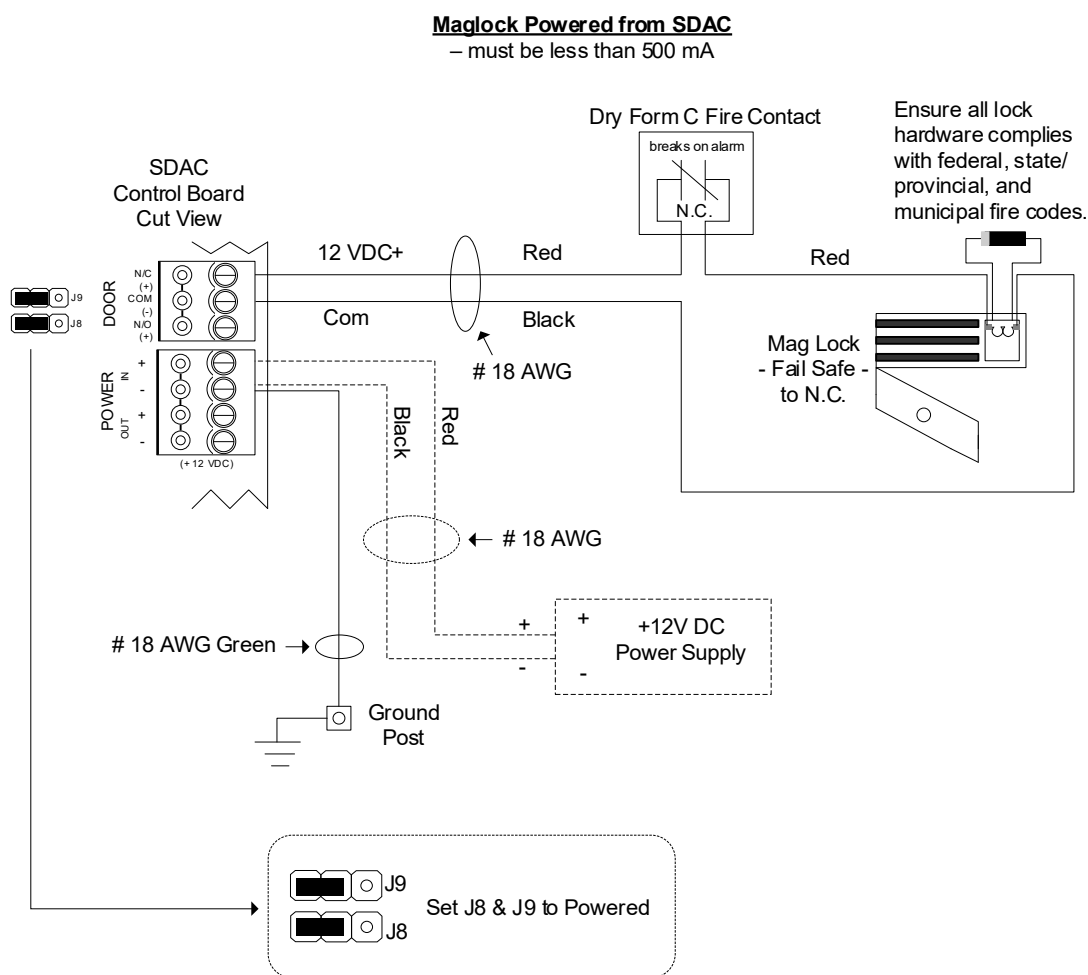 Maglock Powered from SDAC
– must be less than 500 mA
Dry Form C Fire Contact
breaks on alarm
N.C.
Ensure all lock
hardware complies
with federal, state/
provincial, and
municipal fire codes.
SDAC
Control Board
Cut View
12 VDC+
Red
Red
Com
Black
# 18 AWG
J9
J8
DOOR
N/C
(+)
COM
(-)
N/O
(+)
POWER
IN
OUT
+
-
+
-
(+ 12 VDC)
Mag Lock
- Fail Safe -
to N.C.
Black
Red
# 18 AWG
# 18 AWG Green
+
-
+
-
+12V DC
Power Supply
Ground
Post
J9
J8
Set J8 & J9 to Powered